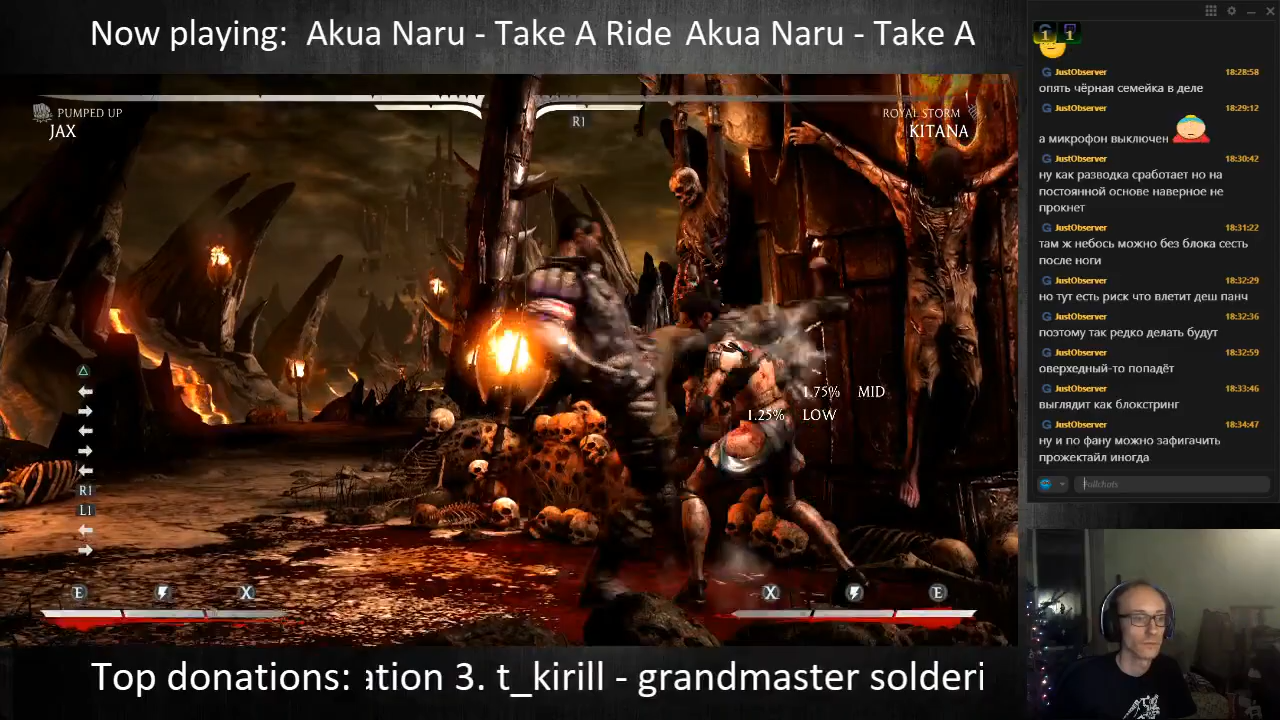 Now playing: Akua Naru - Take A Ride Akua Naru - Take A
PUMPED UP
JAX
R1
ROYAL STORM
KITANA
1.75% MID
1.25% LOW
R1
L1
E
X
X
E
Top donations: ation 3. t_kirill - grandmaster solderi
1 1
JustObserver 18:28:58
опять чёрная семейка в деле
JustObserver 18:29:12
а микрофон выключен
JustObserver 18:30:42
ну как разводка сработает но на
постоянной основе наверное не
прокнет
JustObserver 18:31:22
там ж небось можно без блока сесть
после ноги
JustObserver 18:32:29
но тут есть риск что влетит деш панч
JustObserver 18:32:36
поэтому так редко делать будут
JustObserver 18:32:59
оверхедный-то попадёт
JustObserver 18:33:46
выглядит как блокстринг
JustObserver 18:34:47
ну и по фану можно зафигачить
прожектайл иногда
#allchats